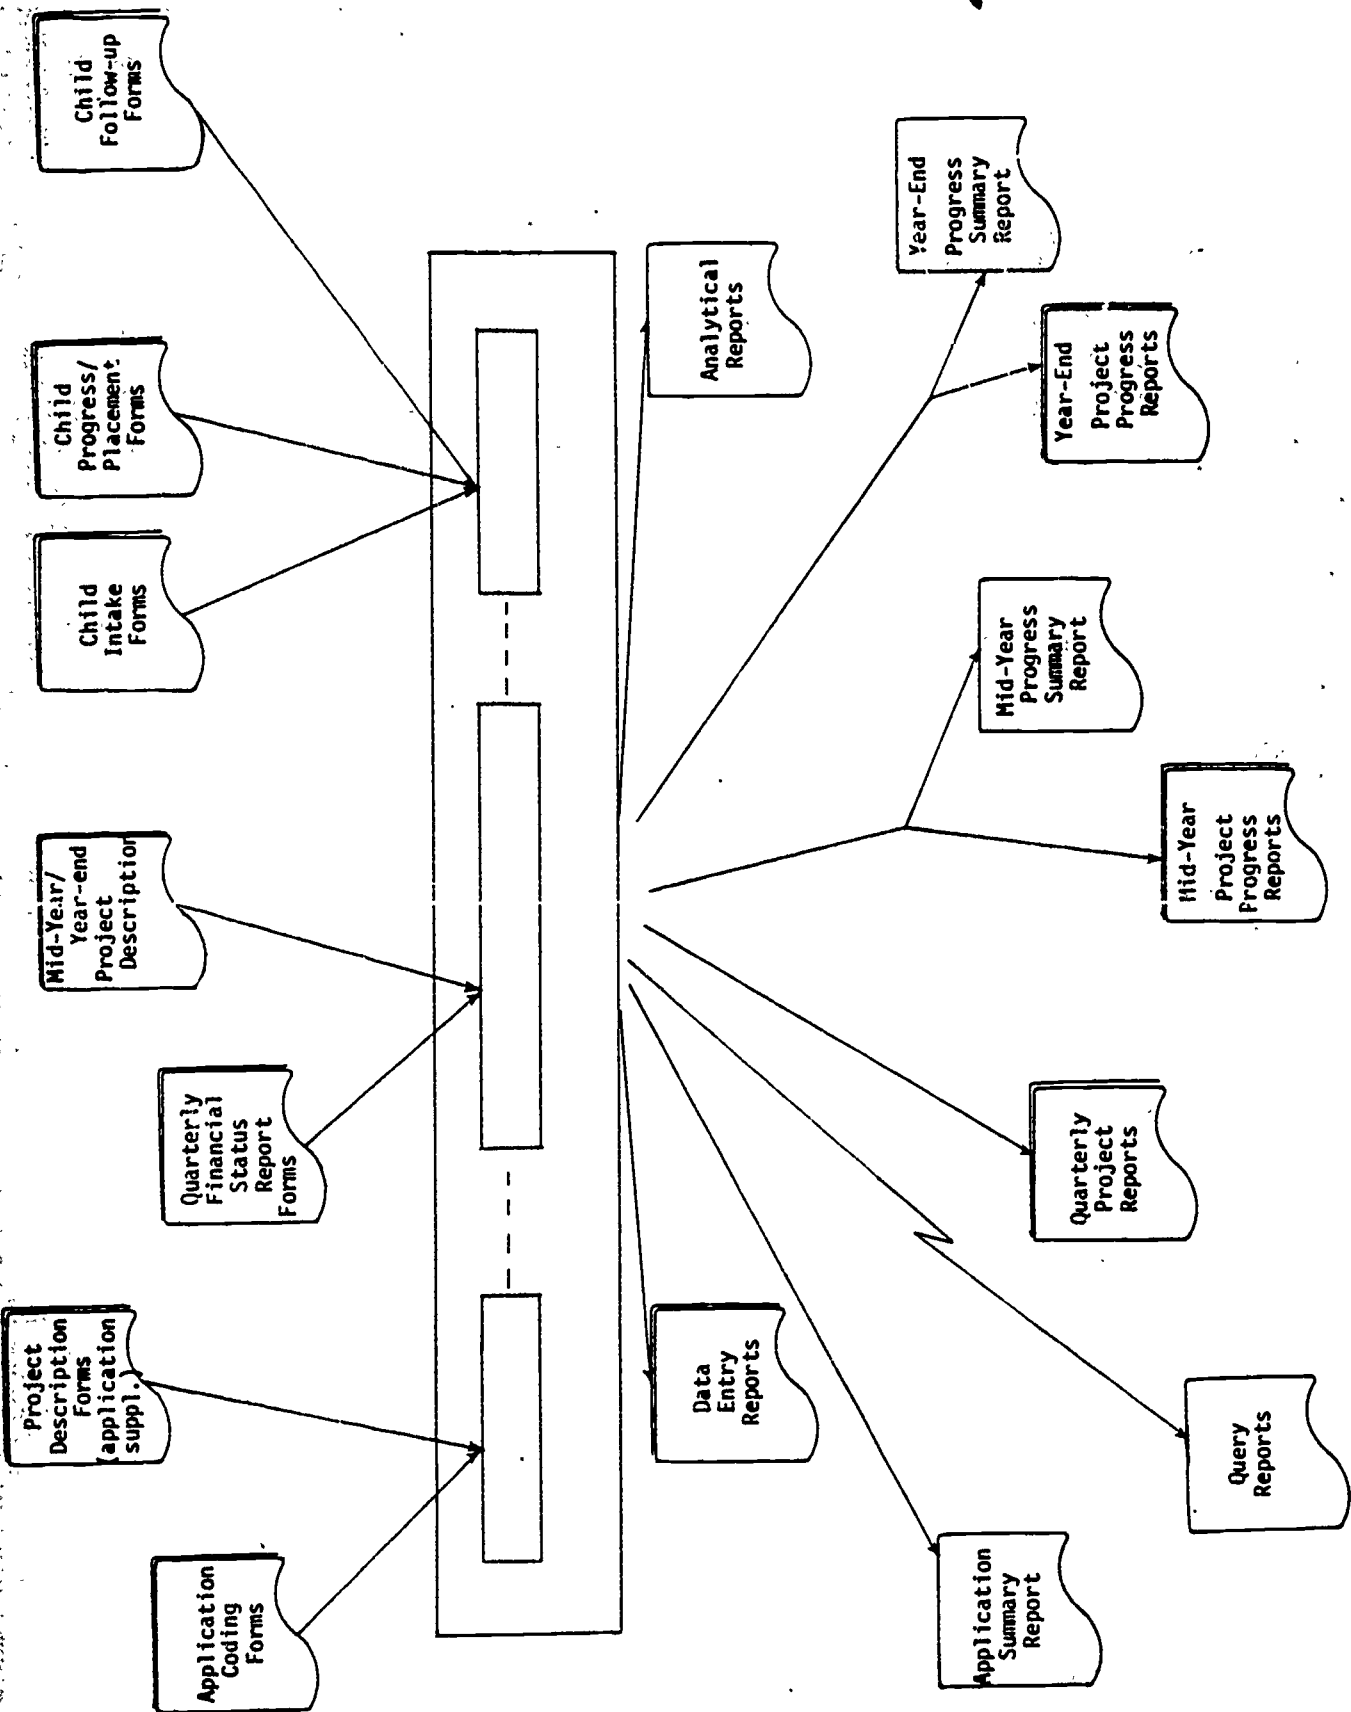 Application
Coding
Forms
Project
Description
Forms
(application
suppl.)
Quarterly
Financial
Status
Report
Forms
Mid-Year/
Year-end
Project
Description
Child
Intake
Forms
Child
Progress/
Placement
Forms
Child
Follow-up
Forms
Data
Entry
Reports
Analytical
Reports
Application
Summary
Report
Query
Reports
Quarterly
Project
Reports
Mid-Year
Project
Progress
Reports
Mid-Year
Progress
Summary
Report
Year-End
Project
Progress
Reports
Year-End
Progress
Summary
Report